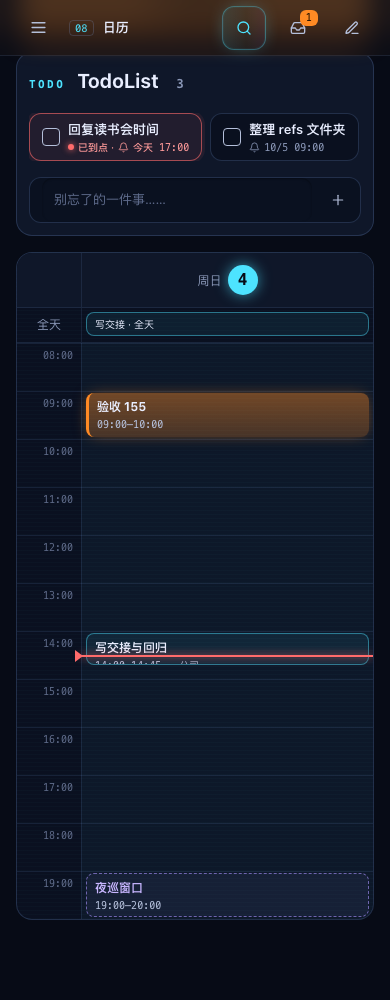 08 日历
1
TODO TodoList 3
回复读书会时间
已到点 · 今天 17:00
整理 refs 文件夹
10/5 09:00
别忘了的一件事……
周日 4
全天
写交接 · 全天
08:00
09:00
验收 155
09:00—10:00
10:00
11:00
12:00
13:00
14:00
写交接与回归
15:00
16:00
17:00
18:00
19:00
夜巡窗口
19:00—20:00